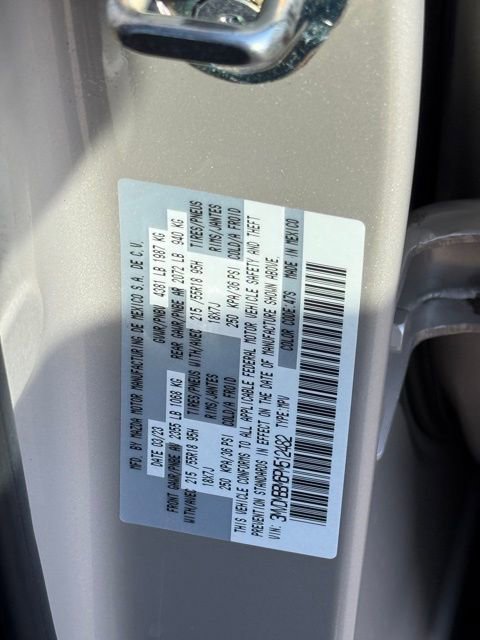 MFD BY MAZDA MOTOR MANUFACTURING DE MEXICO S.A. DE C.V.
DATE 03/23 GVWR/PNBV 4381 LB 1987 KG
FRONT GAWR/PNBE AV 2355 LB 1068 KG REAR GAWR/PNBE AR 2072 LB 940 KG
WITH/AVEC 215/55R18 95H TIRES/PNEUS WITH/AVEC 215/55R18 95H TIRES/PNEUS
18X7J RIMS/JANTES 18X7J RIMS/JANTES
250 KPA/36 PSI COLD/A FROID 250 KPA/36 PSI COLD/A FROID
THIS VEHICLE CONFORMS TO ALL APPLICABLE FEDERAL MOTOR VEHICLE SAFETY AND THEFT
PREVENTION STANDARDS IN EFFECT ON THE DATE OF MANUFACTURE SHOWN ABOVE.
VIN: TYPE:MPV COLOR CODE:47S MADE IN MEXICO